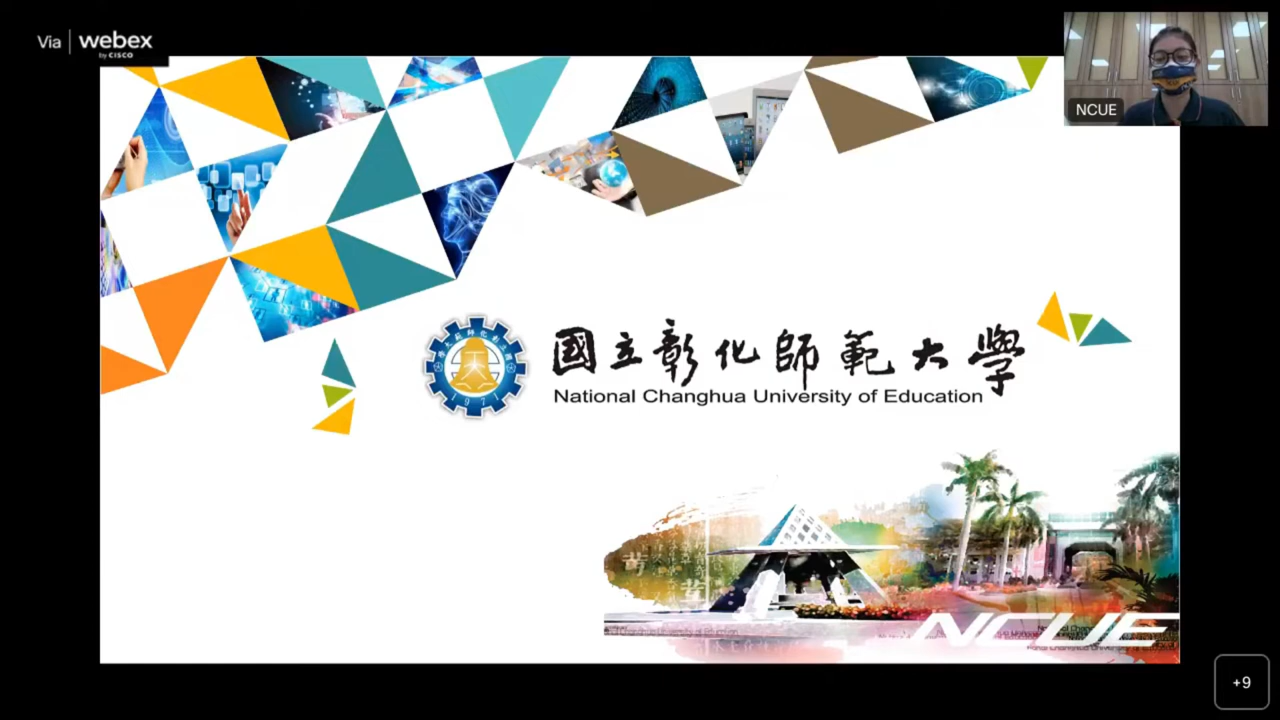 Via webex
by CISCO
NCUE
國立彰化師範大學
National Changhua University of Education
1971
NCUE
+9